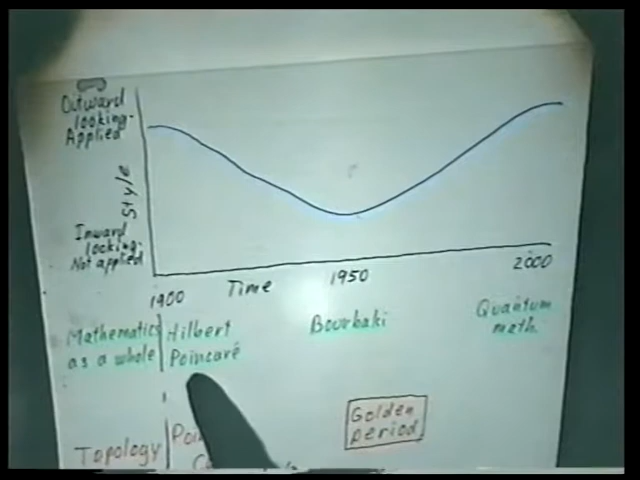 Outward
looking-
Applied
Style
Inward
looking-
Not applied
1900
Time
1950
2000
Mathematics
as a whole
Hilbert
Poincaré
Bourbaki
Quantum
math.
Golden
period
Topology